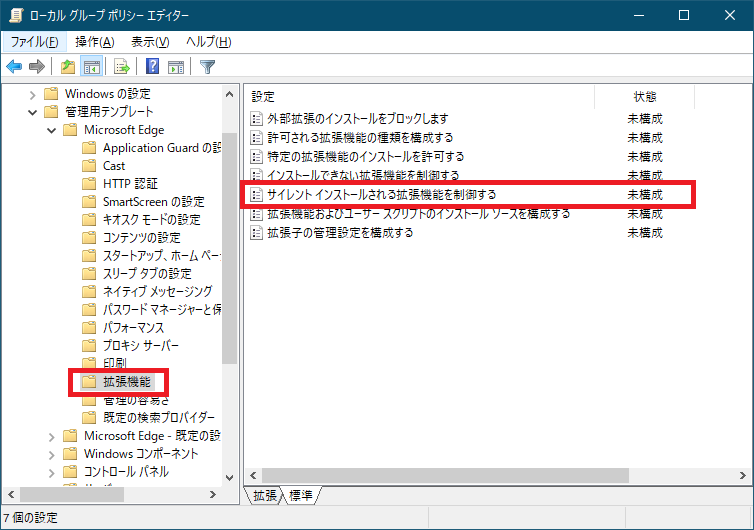 ローカル グループ ポリシー エディター
ファイル(F) 操作(A) 表示(V) ヘルプ(H)
Windows の設定
管理用テンプレート
Microsoft Edge
Application Guard の設
Cast
HTTP 認証
SmartScreen の設定
キオスク モードの設定
コンテンツの設定
スタートアップ、ホーム ペー
スリープ タブの設定
ネイティブ メッセージング
パスワード マネージャーと保
パフォーマンス
プロキシ サーバー
印刷
拡張機能
管理の容易さ
既定の検索プロバイダー
Microsoft Edge - 既定の設
Windows コンポーネント
コントロール パネル
設定 状態
外部拡張のインストールをブロックします 未構成
許可される拡張機能の種類を構成する 未構成
特定の拡張機能のインストールを許可する 未構成
インストールできない拡張機能を制御する 未構成
サイレント インストールされる拡張機能を制御する 未構成
拡張機能およびユーザー スクリプトのインストール ソースを構成する 未構成
拡張子の管理設定を構成する 未構成
拡張 標準
7 個の設定